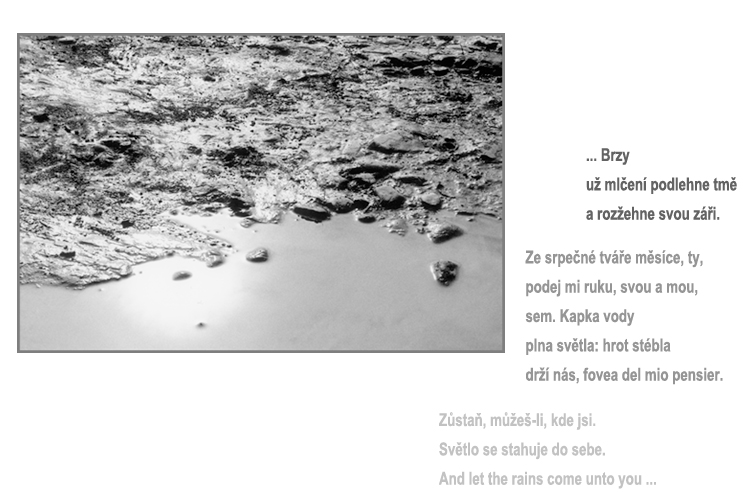 ... Brzy
už mlčení podlehne tmě
a rozžehne svou záři.
Ze srpečné tváře měsíce, ty,
podej mi ruku, svou a mou,
sem. Kapka vody
plna světla: hrot stébla
drží nás, fovea del mio pensier.
Zůstaň, můžeš-li, kde jsi.
Světlo se stahuje do sebe.
And let the rains come unto you ...